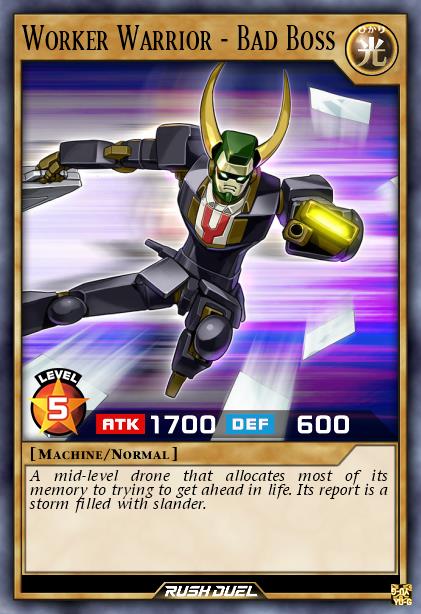 Worker Warrior - Bad Boss
ひかり
光
LEVEL
5
ATK 1700 DEF 600
[Machine/Normal]
A mid-level drone that allocates most of its
memory to trying to get ahead in life. Its report is a
storm filled with slander.
RUSH DUEL